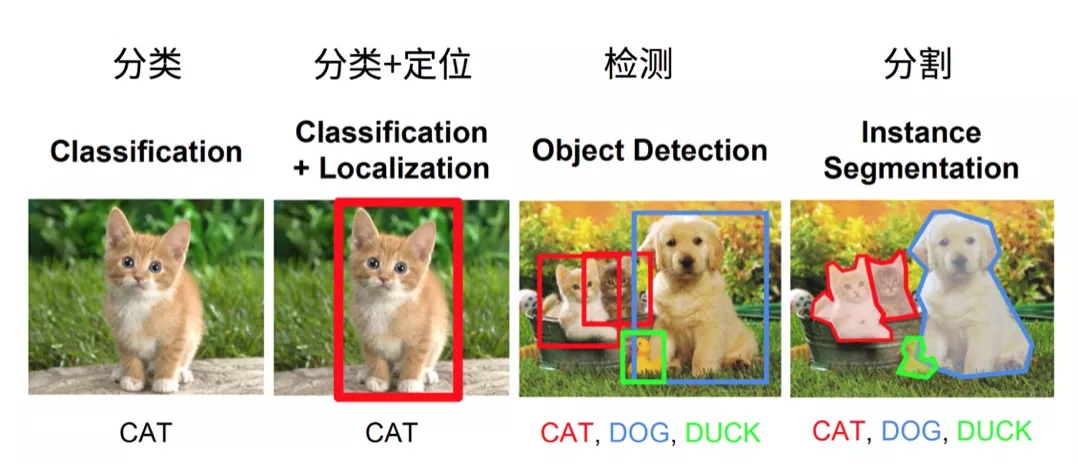 分类
分类+定位
检测
分割
Classification
Classification
+ Localization
Object Detection
Instance
Segmentation
CAT
CAT
CAT, DOG, DUCK
CAT, DOG, DUCK